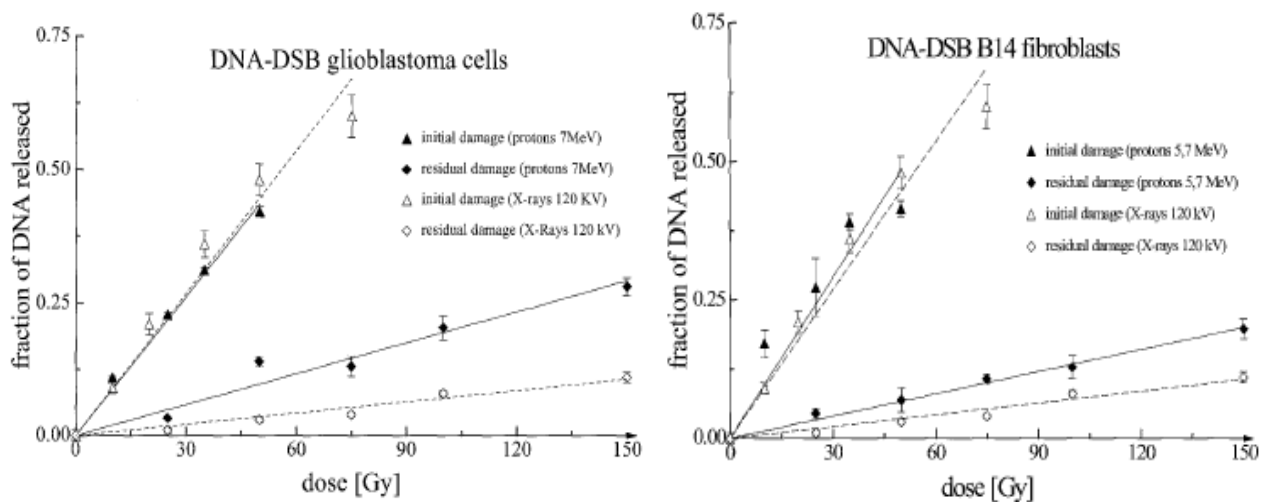 DNA-DSB glioblastoma cells
fraction of DNA released
0.75
0.50
0.25
0.00
initial damage (protons 7MeV)
residual damage (protons 7MeV)
initial damage (X-rays 120 KV)
residual damage (X-Rays 120 kV)
0
30
60
90
120
150
dose [Gy]
DNA-DSB B14 fibroblasts
fraction of DNA released
0.75
0.50
0.25
0.00
initial damage (protons 5,7 MeV)
residual damage (protons 5,7 MeV)
initial damage (X-rays 120 kV)
residual damage (X-rays 120 kV)
0
30
60
90
120
150
dose [Gy]